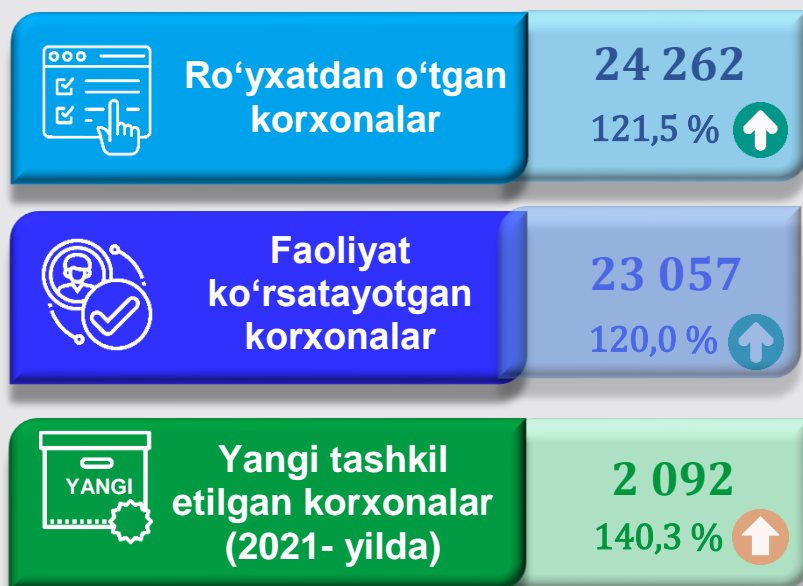 Ro‘yxatdan o‘tgan
korxonalar
24 262
121,5 %
Faoliyat
ko‘rsatayotgan
korxonalar
23 057
120,0 %
YANGI
Yangi tashkil
etilgan korxonalar
(2021- yilda)
2 092
140,3 %